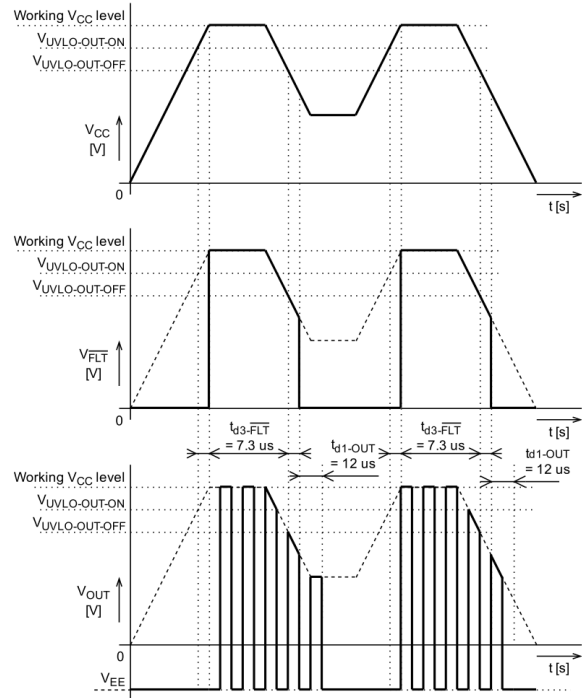 Working VCC level
VUVLO-OUT-ON
VUVLO-OUT-OFF
VCC
[V]
0
t [s]
Working VCC level
VUVLO-OUT-ON
VUVLO-OUT-OFF
VFLT
[V]
0
t [s]
td3-FLT
= 7.3 us
td1-OUT
= 12 us
td3-FLT
= 7.3 us
td1-OUT
= 12 us
Working VCC level
VUVLO-OUT-ON
VUVLO-OUT-OFF
VOUT
[V]
0
t [s]
VEE